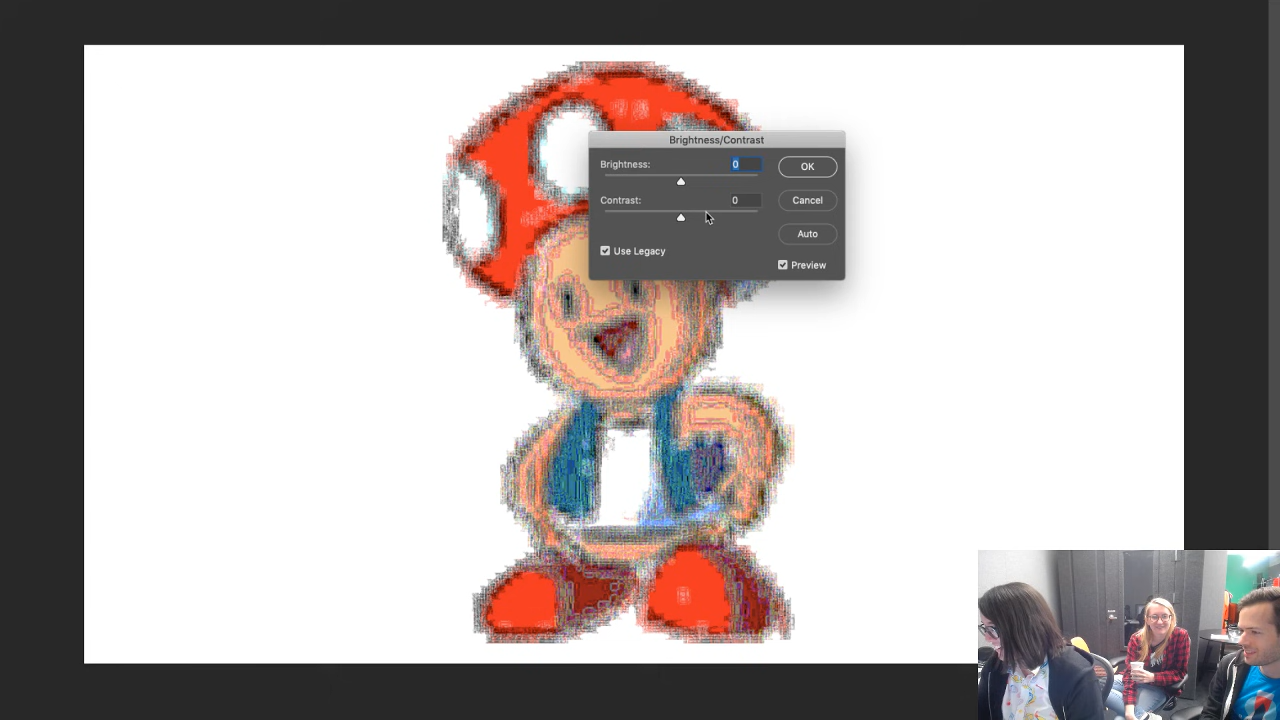 Brightness/Contrast
Brightness: 0
OK
Contrast: 0
Cancel
Auto
Use Legacy
Preview